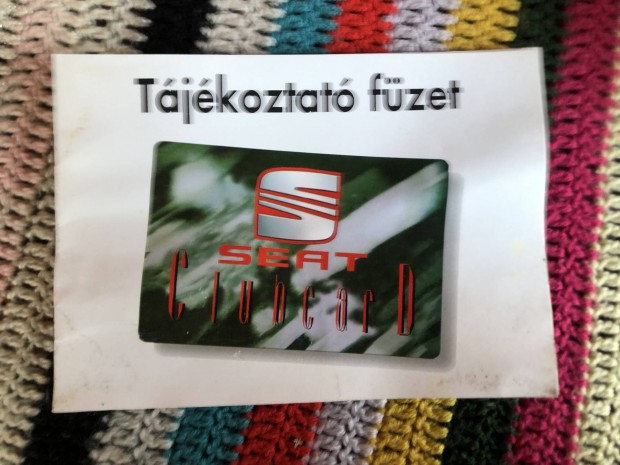 Tájékoztató füzet
SEAT
ClubcarD